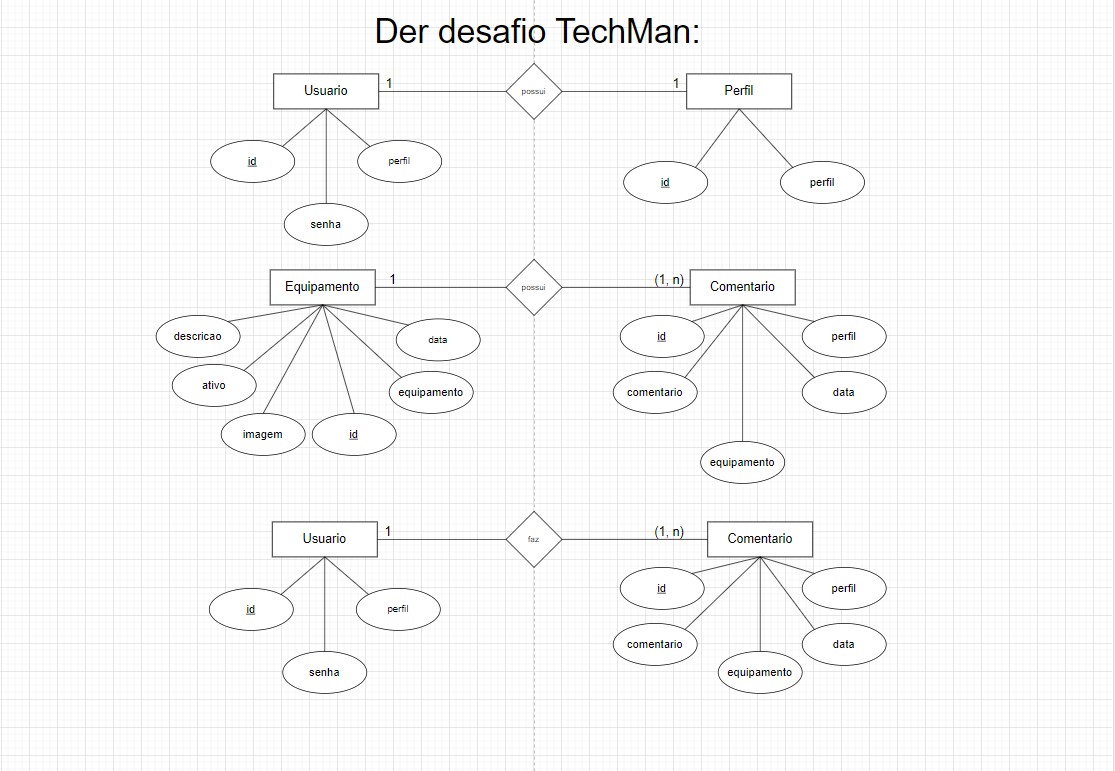 Der desafio TechMan:
Usuario
1
possui
1
Perfil
id
perfil
senha
id
perfil
Equipamento
1
possui
(1, n)
Comentario
descricao
data
ativo
equipamento
imagem
id
id
perfil
comentario
data
equipamento
Usuario
1
faz
(1, n)
Comentario
id
perfil
senha
id
perfil
comentario
data
equipamento